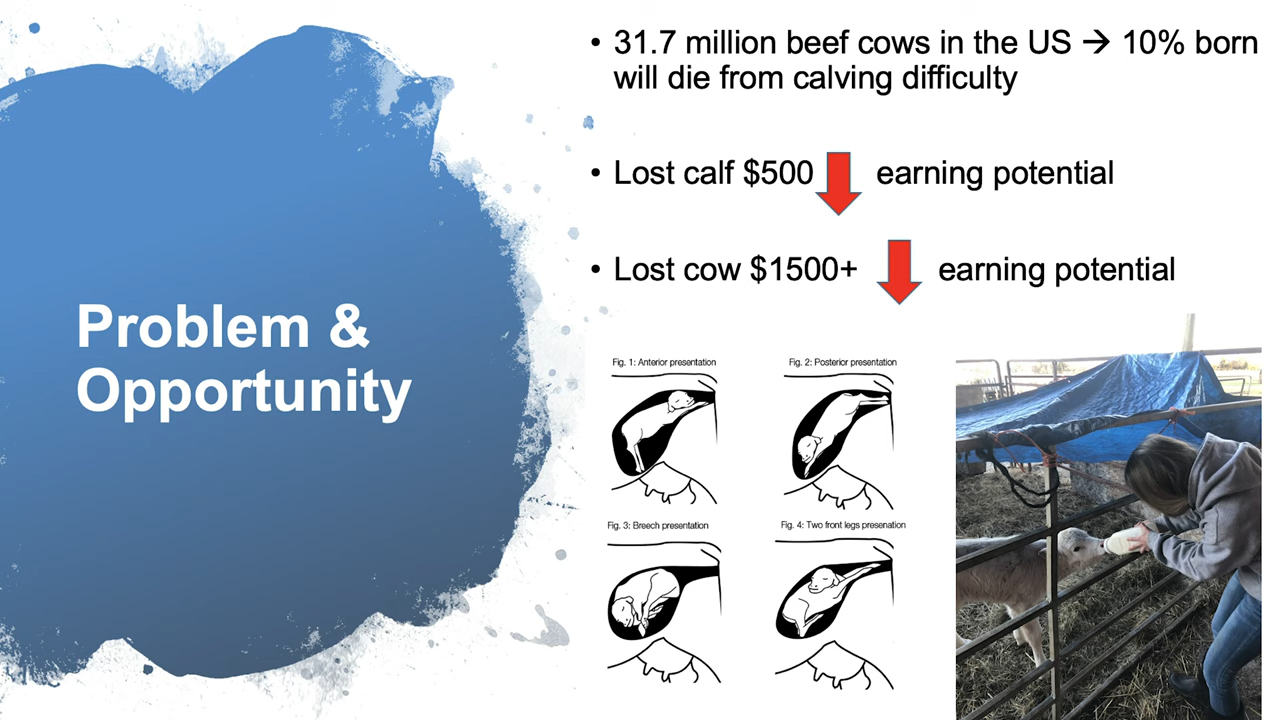 Problem &
Opportunity
• 31.7 million beef cows in the US → 10% born
will die from calving difficulty
• Lost calf $500 earning potential
• Lost cow $1500+ earning potential
Fig. 1: Anterior presentation
Fig. 2: Posterior presentation
Fig. 3: Breech presentation
Fig. 4: Two front legs presenation